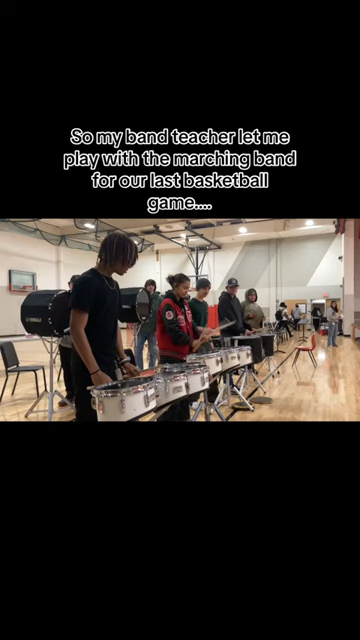 So my band teacher let me
play with the marching band
for our last basketball
game....